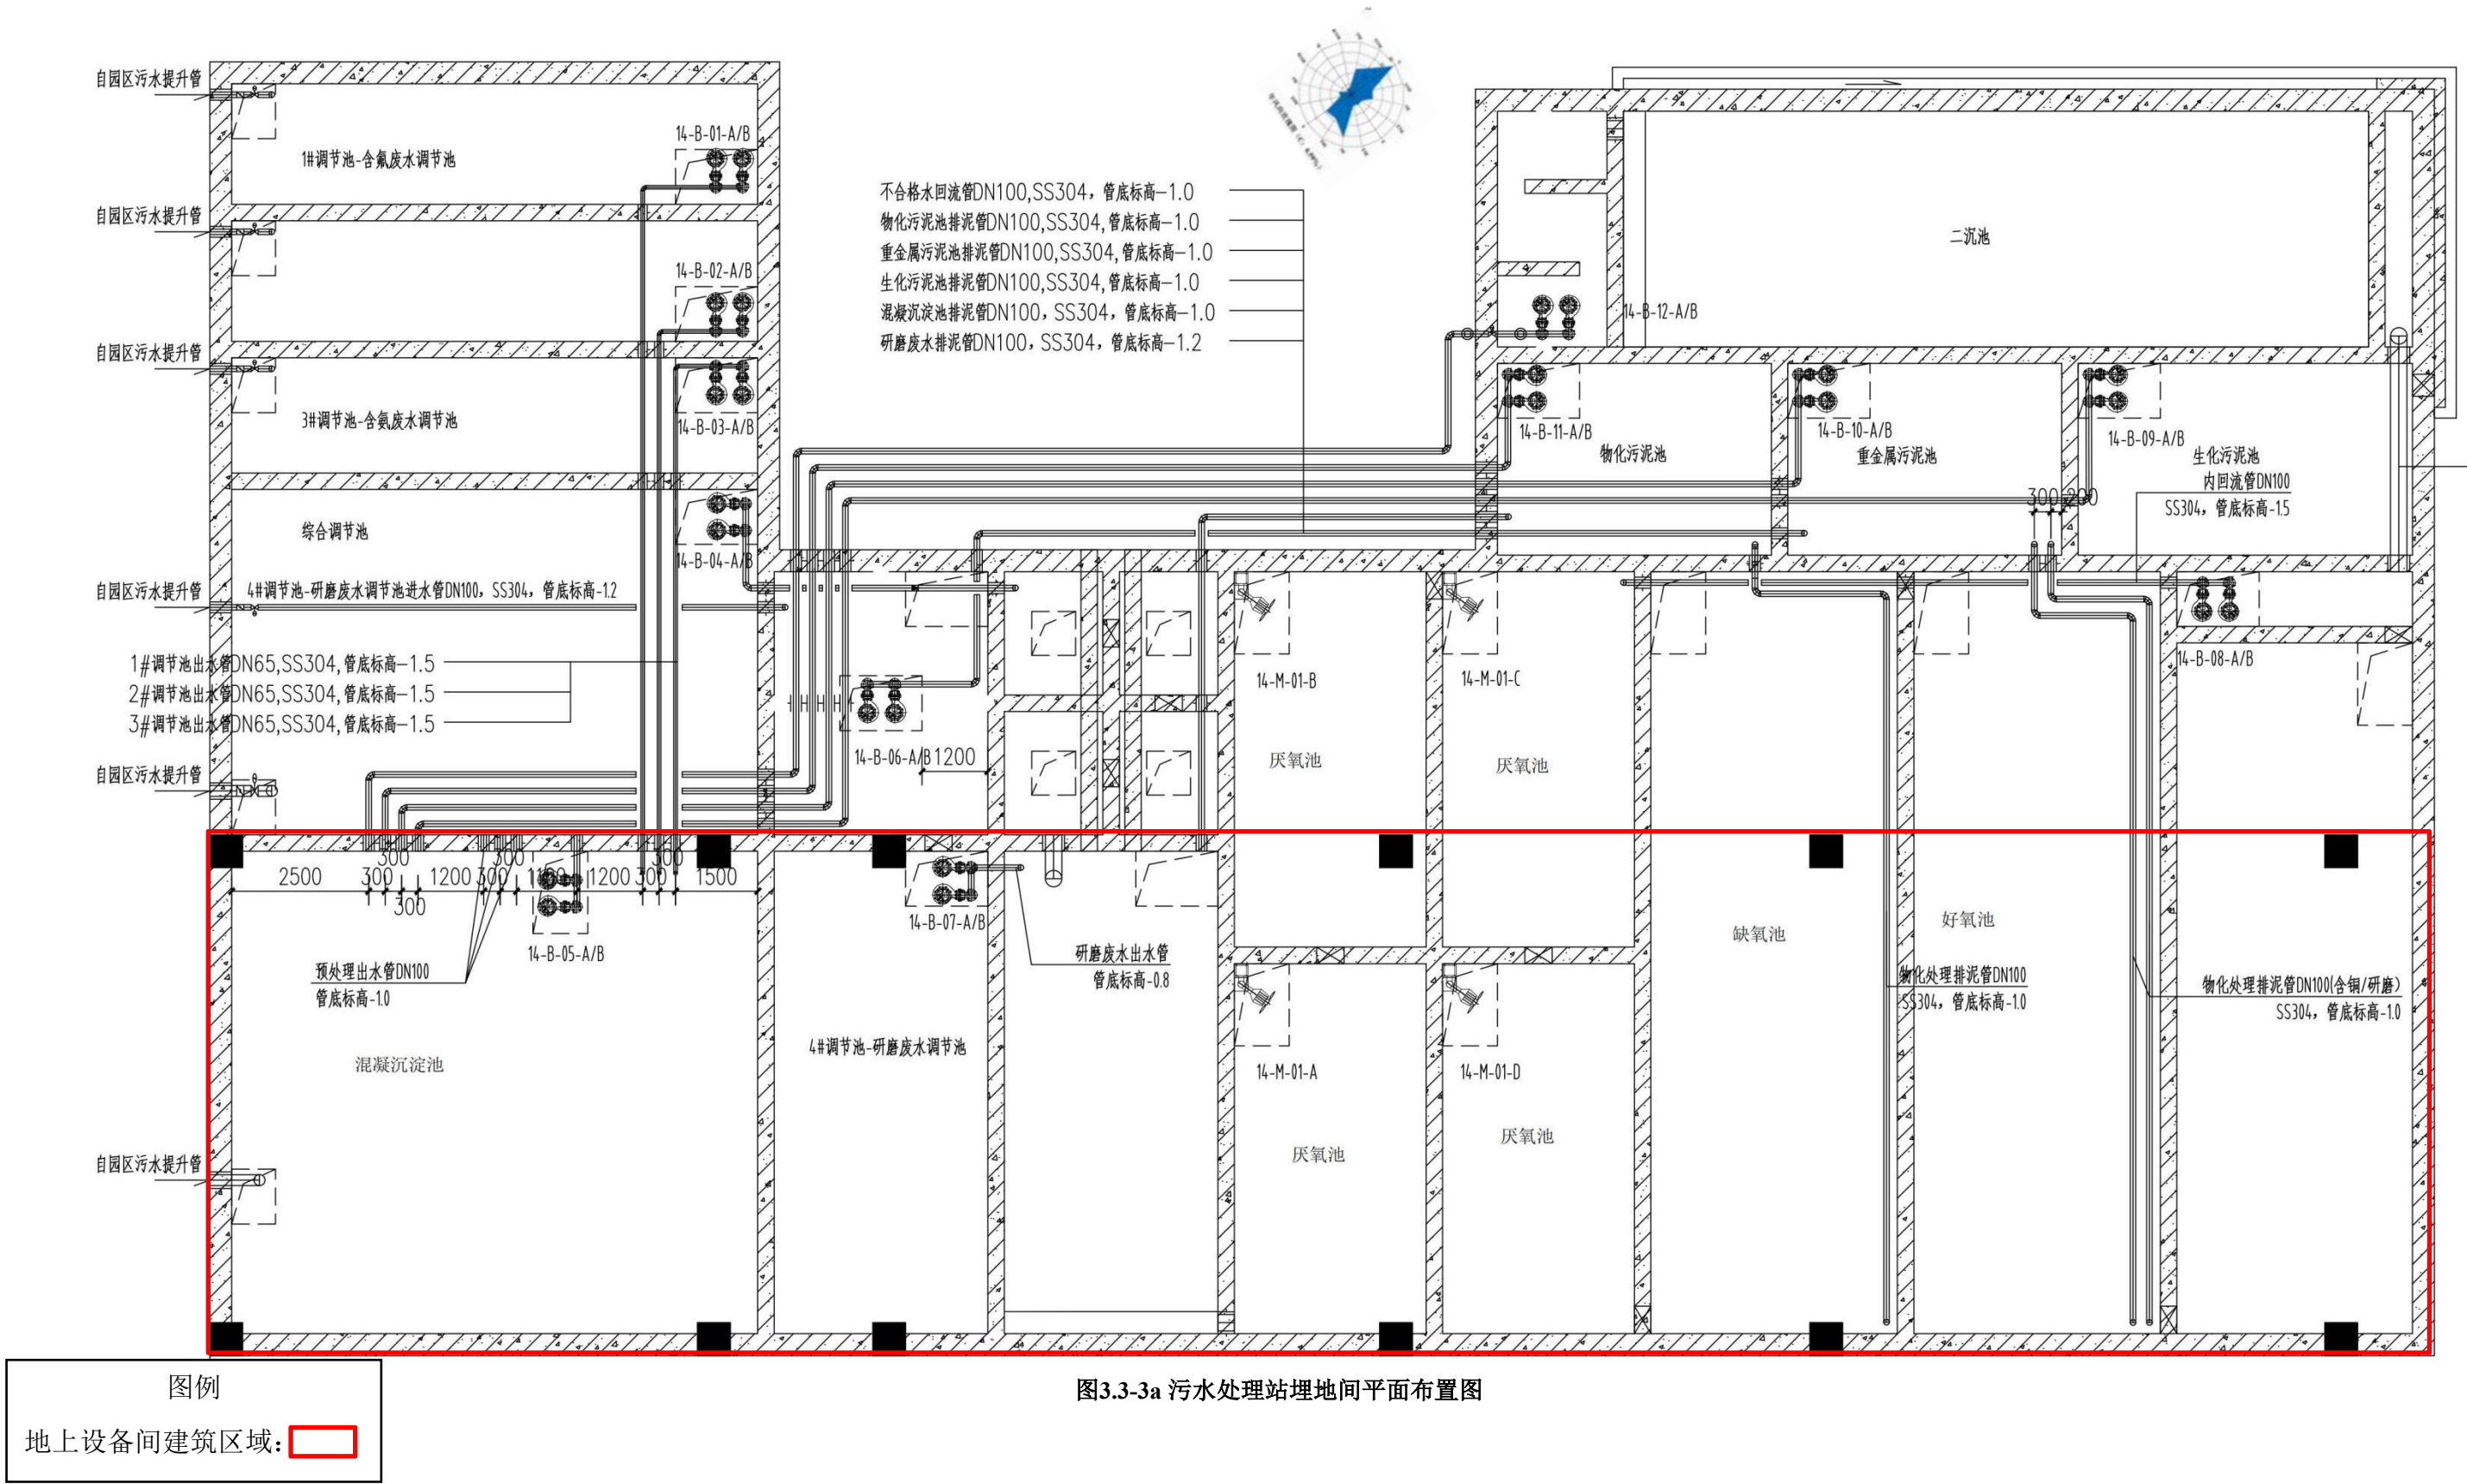 自园区污水提升管
14-B-01-A/B
1#调节池-含氟废水调节池
自园区污水提升管
14-B-02-A/B
自园区污水提升管
3#调节池-含氨废水调节池
14-B-03-A/B
综合调节池
14-B-04-A/B
自园区污水提升管
4#调节池-研磨废水调节池进水管DN100，SS304，管底标高-1.2
1#调节池出水管DN65,SS304,管底标高-1.5
2#调节池出水管DN65,SS304,管底标高-1.5
3#调节池出水管DN65,SS304,管底标高-1.5
自园区污水提升管
不合格水回流管DN100,SS304，管底标高-1.0
物化污泥池排泥管DN100,SS304,管底标高-1.0
重金属污泥池排泥管DN100,SS304,管底标高-1.0
生化污泥池排泥管DN100,SS304,管底标高-1.0
混凝沉淀池排泥管DN100，SS304，管底标高-1.0
研磨废水排泥管DN100，SS304，管底标高-1.2
二沉池
14-B-12-A/B
14-B-11-A/B
物化污泥池
14-B-10-A/B
重金属污泥池
14-B-09-A/B
生化污泥池
内回流管DN100
SS304，管底标高-1.5
300
200
14-B-08-A/B
14-B-06-A/B
1200
14-M-01-B
厌氧池
14-M-01-C
厌氧池
300
300
300
2500
300
1200
300
1200
300
1500
300
14-B-05-A/B
预处理出水管DN100
管底标高-1.0
混凝沉淀池
自园区污水提升管
14-B-07-A/B
研磨废水出水管
管底标高-0.8
4#调节池-研磨废水调节池
14-M-01-A
厌氧池
14-M-01-D
厌氧池
缺氧池
好氧池
物化处理排泥管DN100
SS304，管底标高-1.0
物化处理排泥管DN100(含铜/研磨)
SS304，管底标高-1.0
图3.3-3a 污水处理站埋地间平面布置图
图例
地上设备间建筑区域: